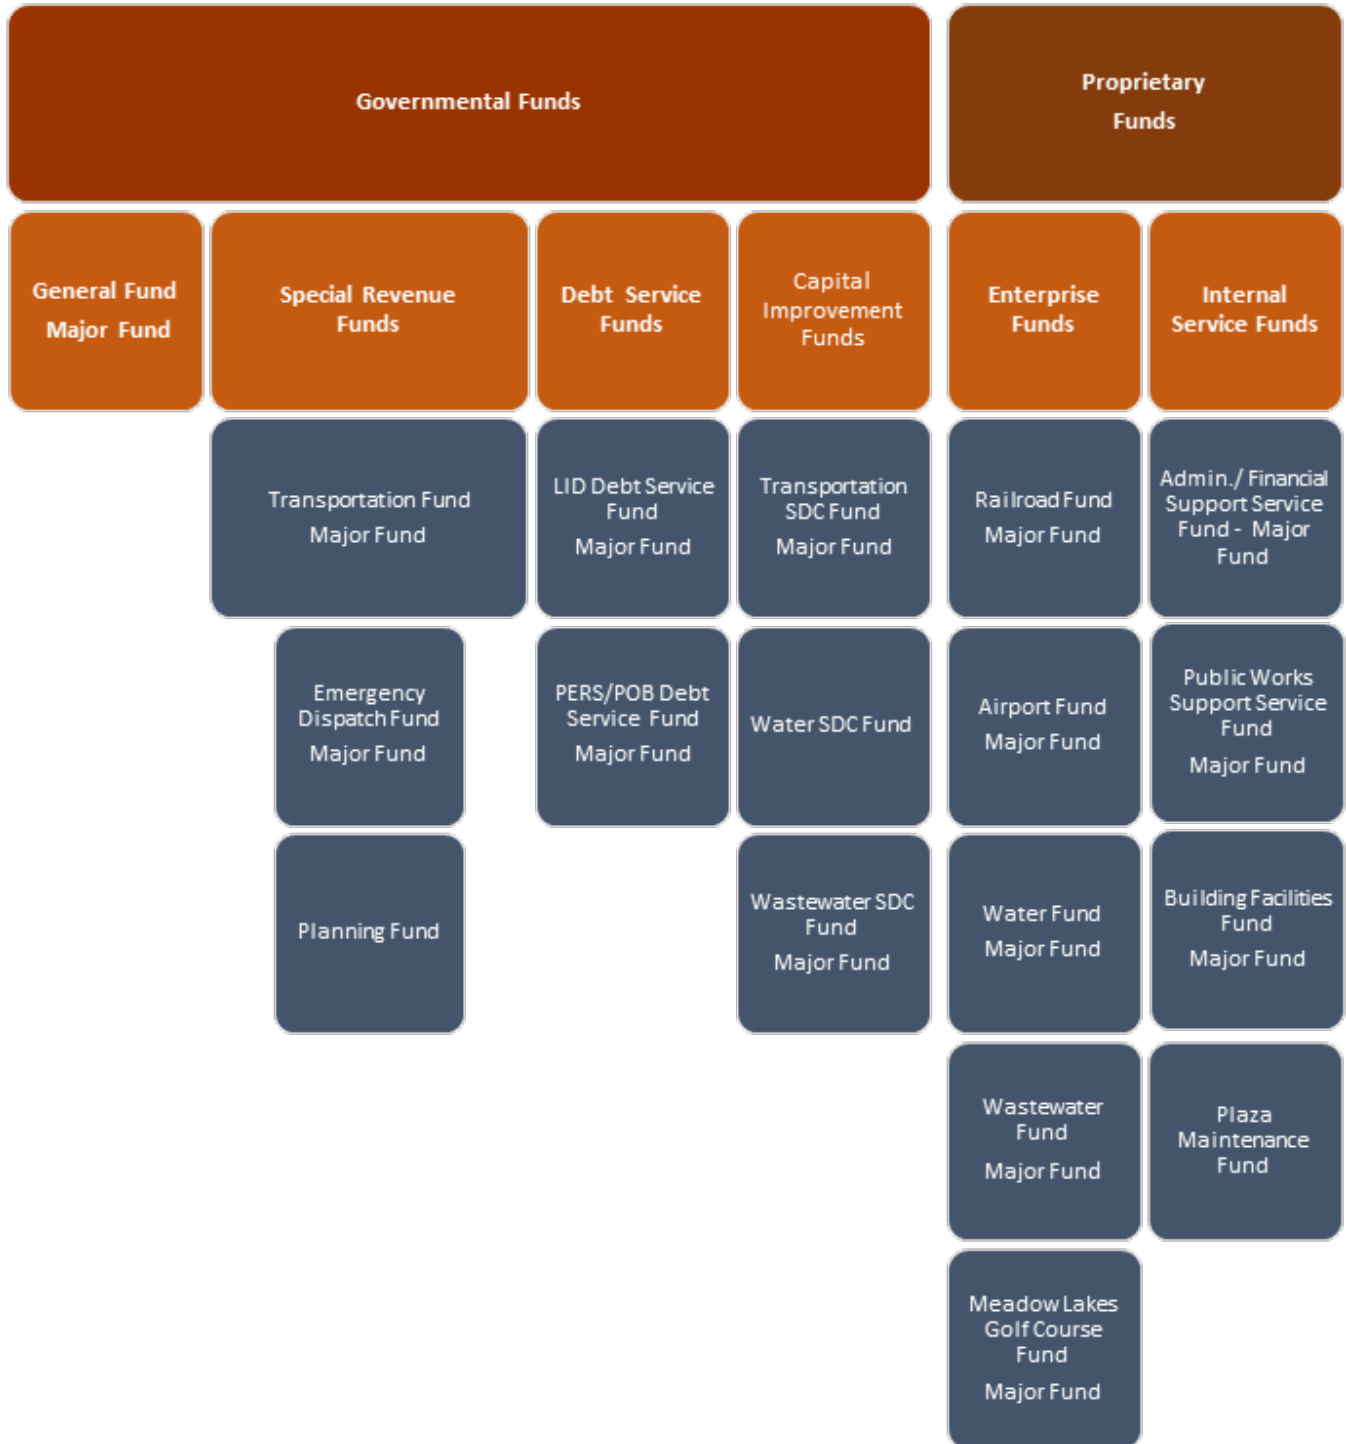 Governmental Funds
Proprietary
Funds
General Fund
Major Fund
Special Revenue
Funds
Debt Service
Funds
Capital
Improvement
Funds
Enterprise
Funds
Internal
Service Funds
Transportation Fund
Major Fund
LID Debt Service
Fund
Major Fund
Transportation
SDC Fund
Major Fund
Railroad Fund
Major Fund
Admin./ Financial
Support Service
Fund - Major
Fund
Emergency
Dispatch Fund
Major Fund
PERS/POB Debt
Service Fund
Major Fund
Water SDC Fund
Airport Fund
Major Fund
Public Works
Support Service
Fund
Major Fund
Planning Fund
Wastewater SDC
Fund
Major Fund
Water Fund
Major Fund
Building Facilities
Fund
Major Fund
Wastewater
Fund
Major Fund
Plaza
Maintenance
Fund
Meadow Lakes
Golf Course
Fund
Major Fund